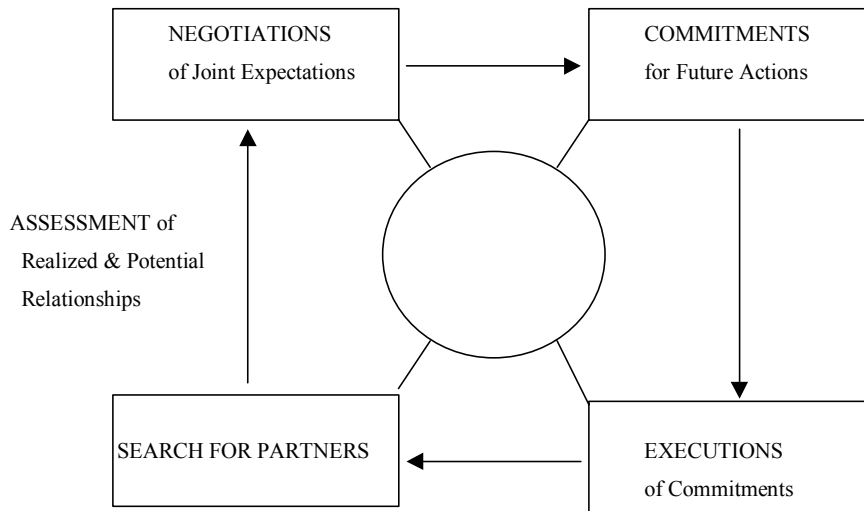 NEGOTIATIONS
of Joint Expectations
COMMITMENTS
for Future Actions
ASSESSMENT of
Realized & Potential
Relationships
SEARCH FOR PARTNERS
EXECUTIONS
of Commitments